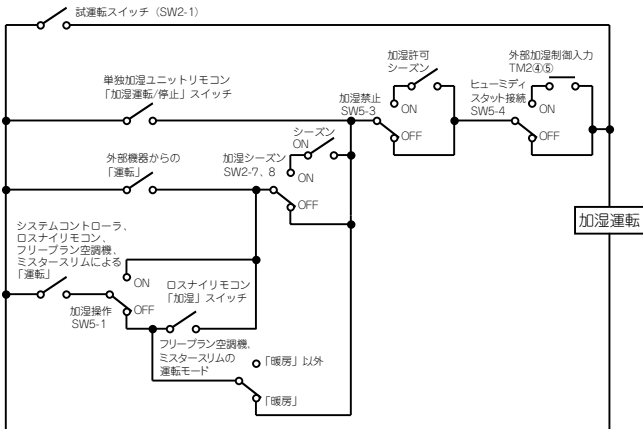 試運転スイッチ（SW2-1）
単独加湿ユニットリモコン
「加湿運転/停止」スイッチ
外部機器からの
「運転」
システムコントローラ、
ロスナイリモコン、
フリープラン空調機、
ミスタースリムによる
「運転」
加湿操作
SW5-1
ON
OFF
ロスナイリモコン
「加湿」スイッチ
フリープラン空調機、
ミスタースリムの
運転モード
「暖房」以外
「暖房」
加湿シーズン
SW2-7、8
シーズン
ON
ON
OFF
加湿禁止
SW5-3
加湿許可
シーズン
ON
OFF
ヒューミディ
スタット接続
SW5-4
外部加湿制御入力
TM2④⑤
ON
OFF
加湿運転